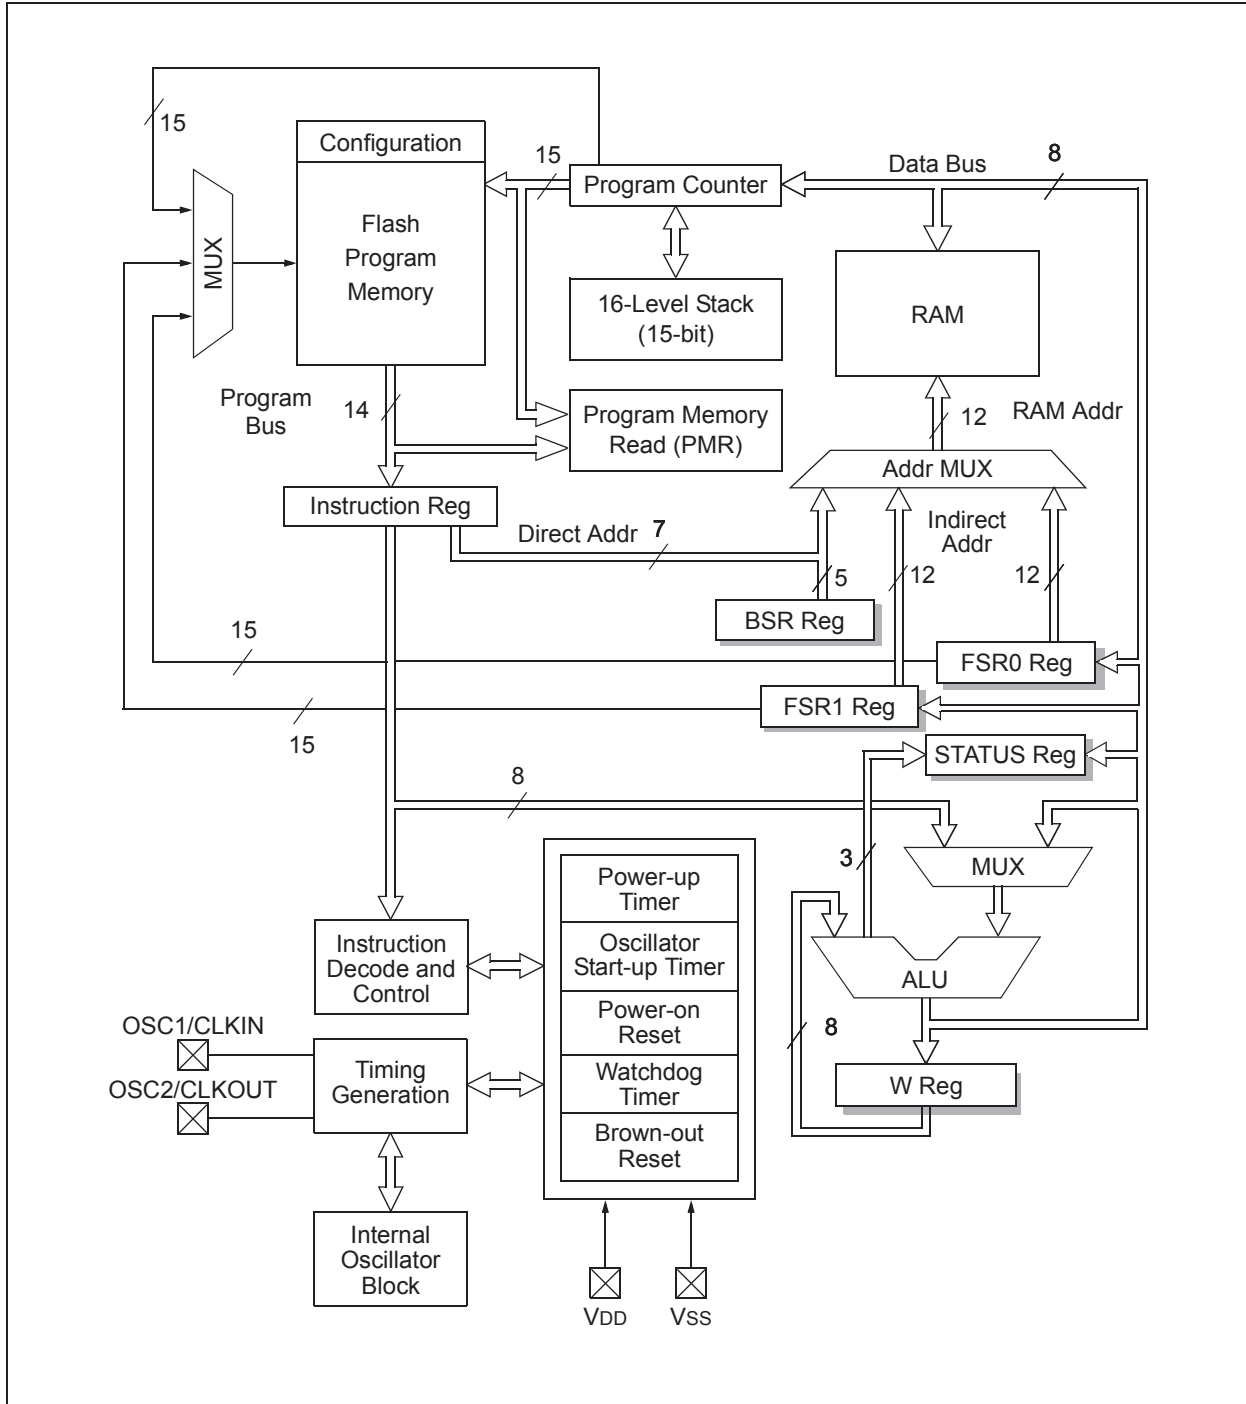 15
Configuration
15
Program Counter
Data Bus
8
MUX
Flash
Program
Memory
16-Level Stack
(15-bit)
RAM
Program
Bus
14
Program Memory
Read (PMR)
12
RAM Addr
Addr MUX
Instruction Reg
Direct Addr
7
Indirect
Addr
5
12
12
BSR Reg
15
FSR0 Reg
FSR1 Reg
15
STATUS Reg
8
3
MUX
Power-up
Timer
Instruction
Decode and
Control
Oscillator
Start-up Timer
ALU
OSC1/CLKIN
Power-on
Reset
8
OSC2/CLKOUT
Timing
Generation
Watchdog
Timer
W Reg
Brown-out
Reset
Internal
Oscillator
Block
VDD
VSS